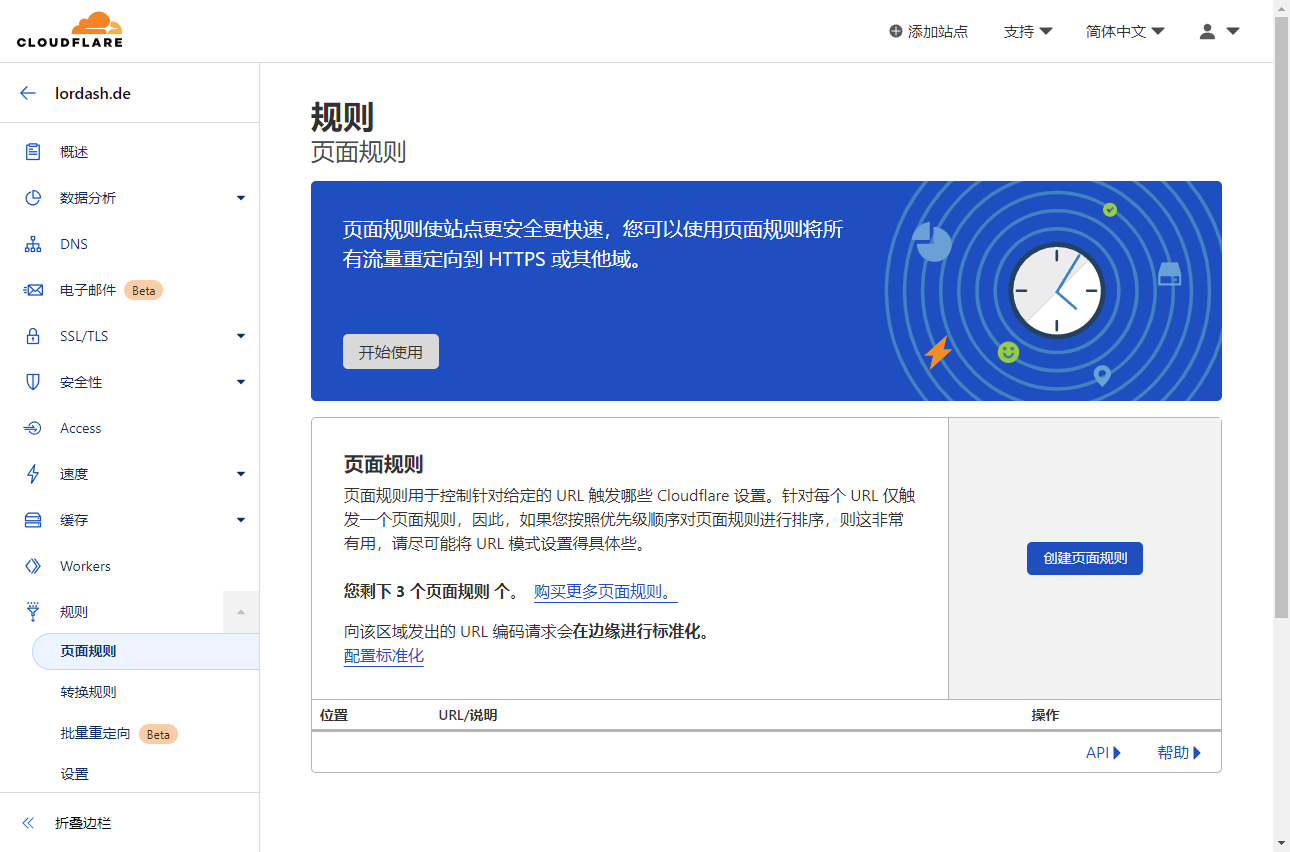 CLOUDFLARE
添加站点
支持
简体中文
lordash.de
概述
数据分析
DNS
电子邮件 Beta
SSL/TLS
安全性
Access
速度
缓存
Workers
规则
页面规则
转换规则
批量重定向 Beta
设置
折叠边栏
规则
页面规则
页面规则使站点更安全更快速，您可以使用页面规则将所
有流量重定向到 HTTPS 或其他域。
开始使用
页面规则
页面规则用于控制针对给定的 URL 触发哪些 Cloudflare 设置。针对每个 URL 仅触
发一个页面规则，因此，如果您按照优先级顺序对页面规则进行排序，则这非常
有用，请尽可能将 URL 模式设置得具体些。
您剩下 3 个页面规则 个。 购买更多页面规则。
向该区域发出的 URL 编码请求会在边缘进行标准化。
配置标准化
创建页面规则
位置 URL/说明 操作
API 帮助